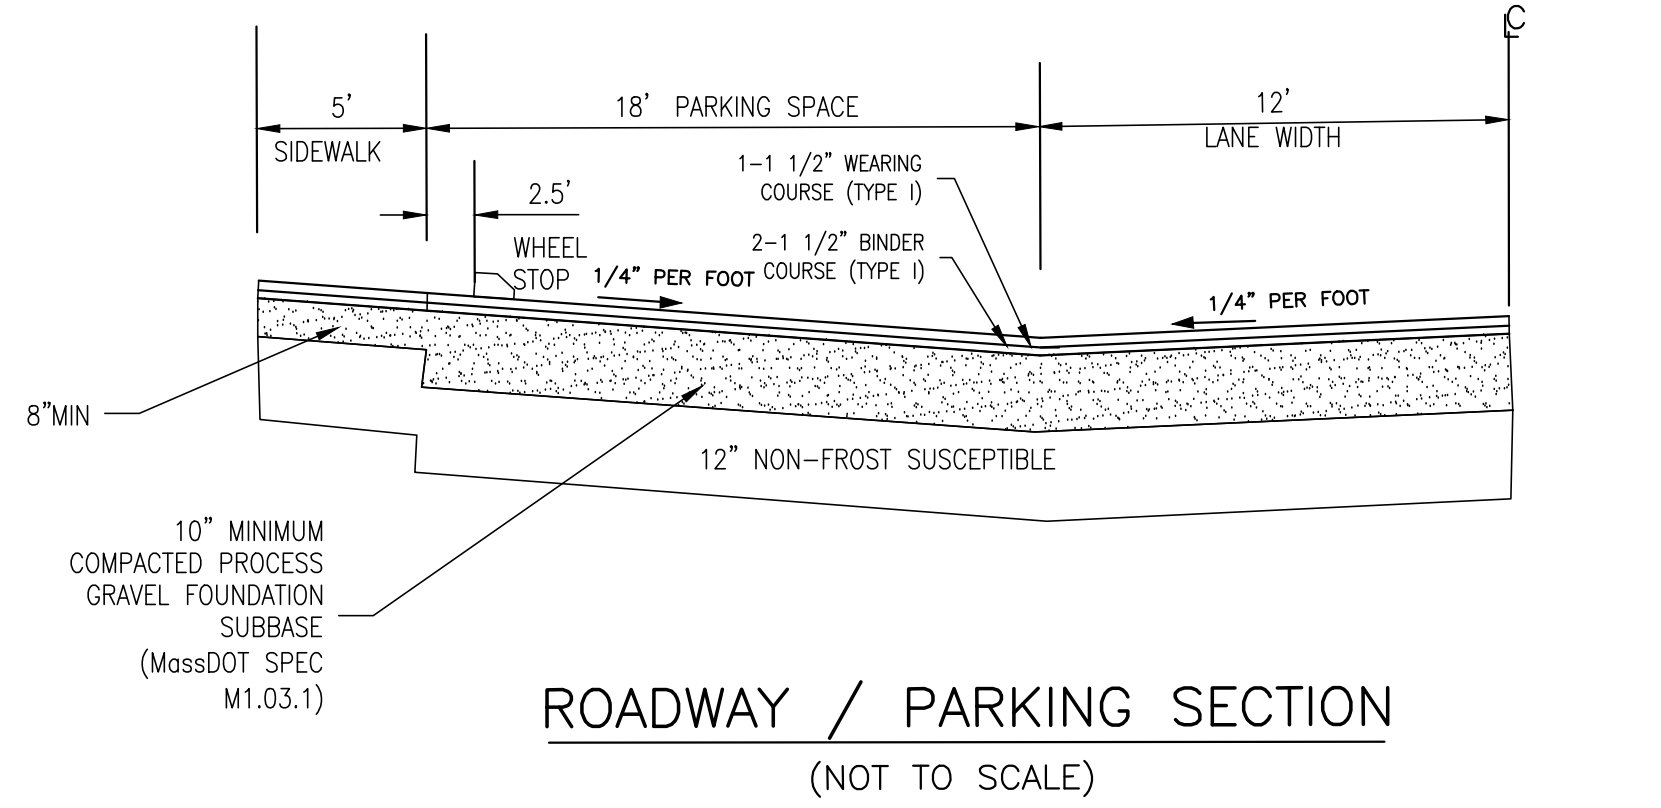 ℄
5'
18' PARKING SPACE
12'
SIDEWALK
LANE WIDTH
1-1 1/2" WEARING
COURSE (TYPE I)
2.5'
2-1 1/2" BINDER
COURSE (TYPE I)
WHEEL
STOP
1/4" PER FOOT
1/4" PER FOOT
8"MIN
12" NON-FROST SUSCEPTIBLE
10" MINIMUM
COMPACTED PROCESS
GRAVEL FOUNDATION
SUBBASE
(MassDOT SPEC
M1.03.1)
ROADWAY / PARKING SECTION
(NOT TO SCALE)